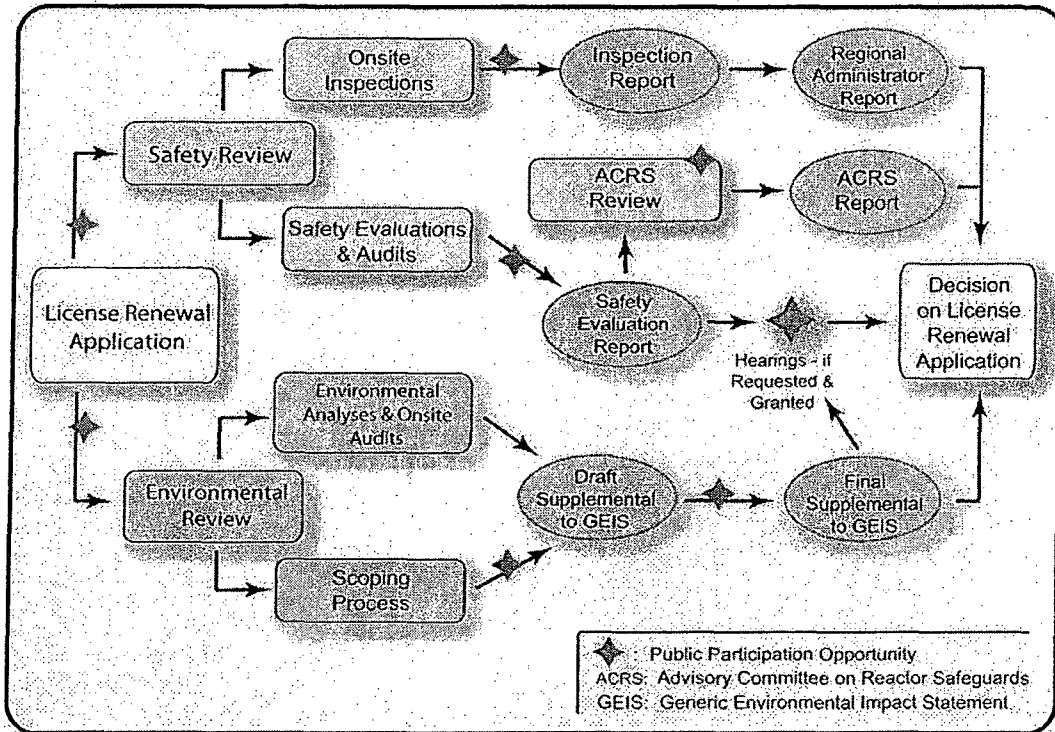 Onsite
Inspections
Inspection
Report
Regional
Administrator
Report
Safety Review
ACRS
Review
ACRS
Report
Safety Evaluations
& Audits
License Renewal
Application
Safety
Evaluation
Report
Hearings - if
Requested &
Granted
Decision
on License
Renewal
Application
Environmental
Analyses & Onsite
Audits
Environmental
Review
Draft
Supplemental
to GEIS
Final
Supplemental
to GEIS
Scoping
Process
: Public Participation Opportunity
ACRS: Advisory Committee on Reactor Safeguards
GEIS: Generic Environmental Impact Statement